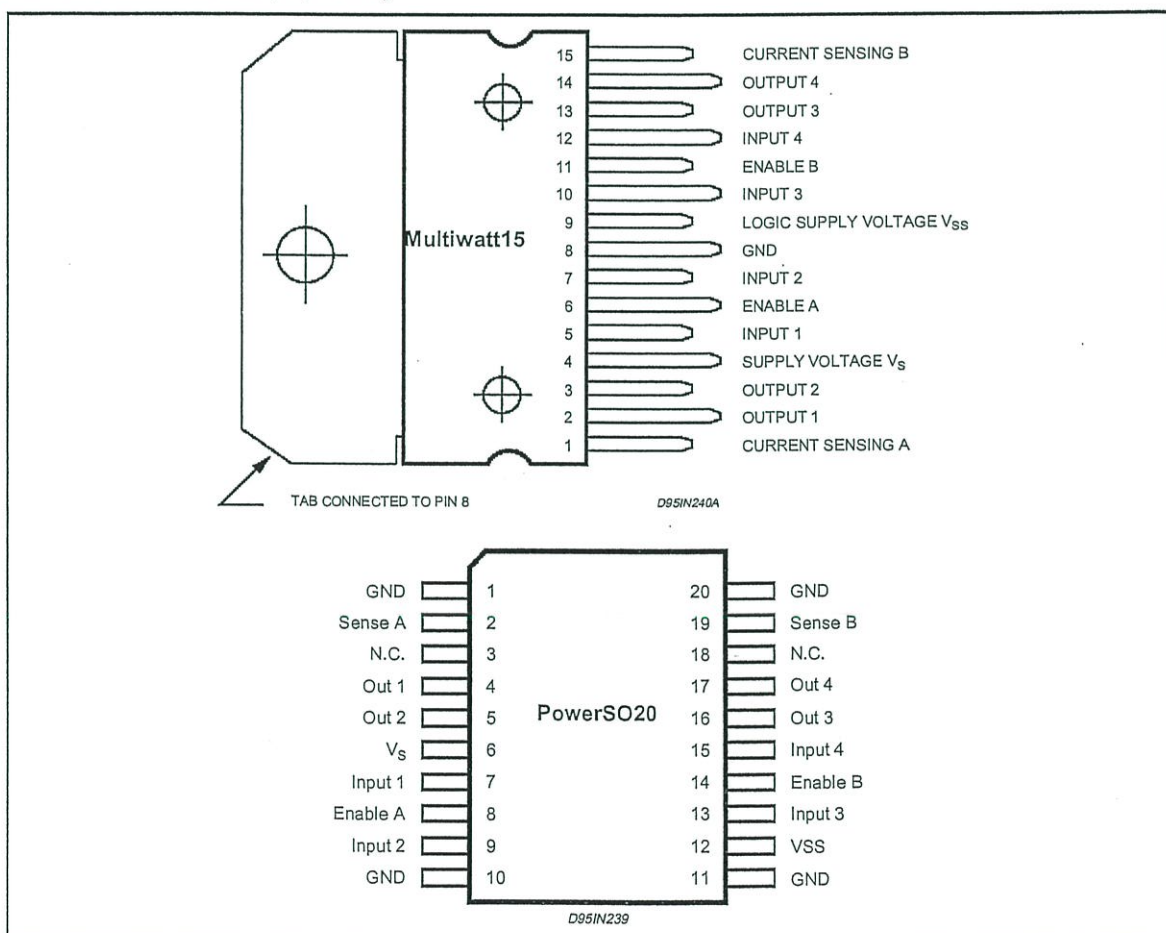 15 CURRENT SENSING B
14 OUTPUT 4
13 OUTPUT 3
12 INPUT 4
11 ENABLE B
10 INPUT 3
9 LOGIC SUPPLY VOLTAGE VSS
Multiwatt15
8 GND
7 INPUT 2
6 ENABLE A
5 INPUT 1
4 SUPPLY VOLTAGE VS
3 OUTPUT 2
2 OUTPUT 1
1 CURRENT SENSING A
TAB CONNECTED TO PIN 8
D95IN240A
GND 1 20 GND
Sense A 2 19 Sense B
N.C. 3 18 N.C.
Out 1 4 17 Out 4
Out 2 5 16 Out 3
PowerSO20
VS 6 15 Input 4
Input 1 7 14 Enable B
Enable A 8 13 Input 3
Input 2 9 12 VSS
GND 10 11 GND
D95IN239